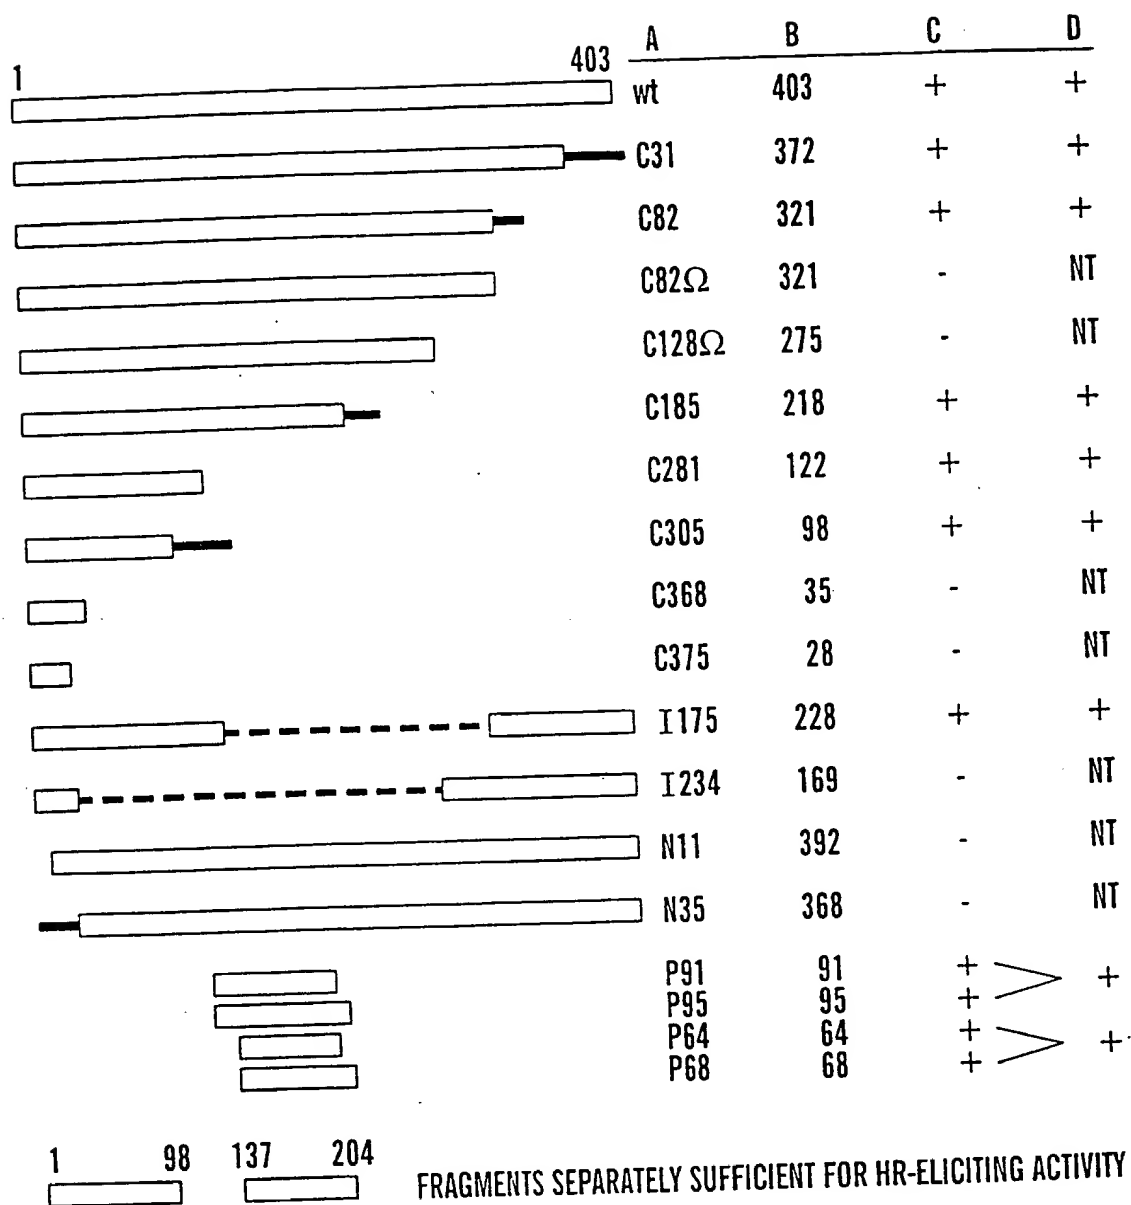 A B C D
1 403
wt 403 + +
C31 372 + +
C82 321 + +
C82Ω 321 - NT
C128Ω 275 - NT
C185 218 + +
C281 122 + +
C305 98 + +
C368 35 - NT
C375 28 - NT
I175 228 + +
I234 169 - NT
N11 392 - NT
N35 368 - NT
P91 91 +
+
P95 95 +
P64 64 +
+
P68 68 +
1 98 137 204
FRAGMENTS SEPARATELY SUFFICIENT FOR HR-ELICITING ACTIVITY